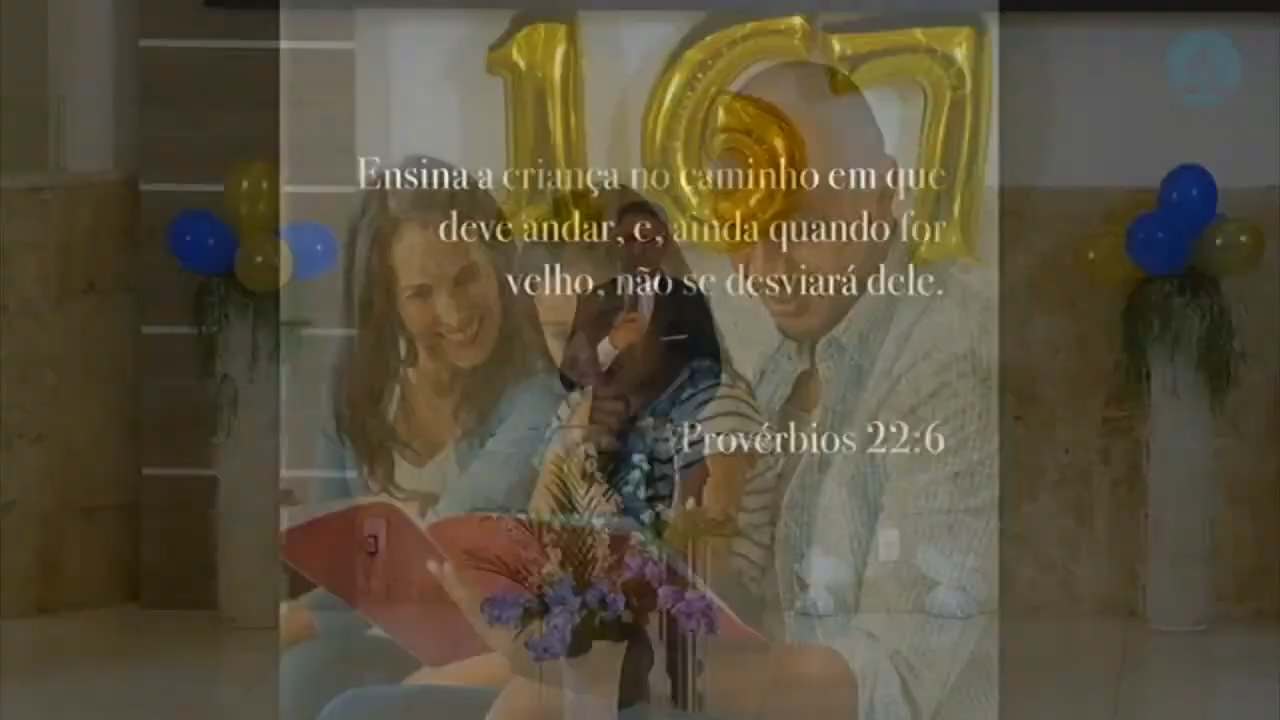 167
Ensina a criança no caminho em que
deve andar, e, ainda quando for
velho, não se desviará dele.
Provérbios 22:6